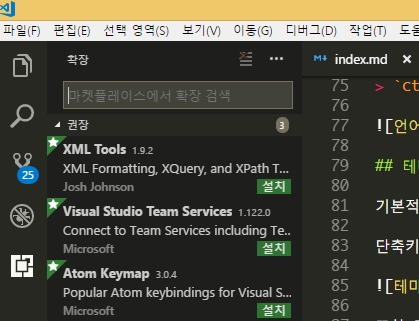 파일(F) 편집(E) 선택 영역(S) 보기(V) 이동(G) 디버그(D) 작업(T) 도움
확장
마켓플레이스에서 확장 검색
권장 3
XML Tools 1.9.2
XML Formatting, XQuery, and XPath T...
Josh Johnson 설치
Visual Studio Team Services 1.122.0
Connect to Team Services including Te...
Microsoft 설치
Atom Keymap 3.0.4
Popular Atom keybindings for Visual S...
Microsoft 설치
25
index.md
75 > `ct
76
77 ![언어
78
79 ## 테
80
81 기본적
82
83 단축키
84
85 ![테미
86
87